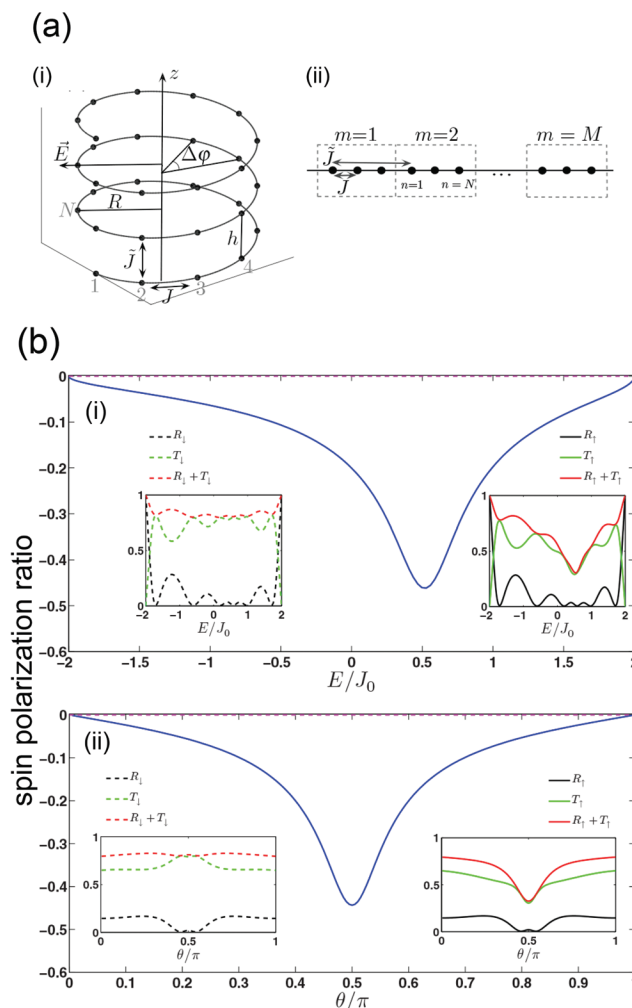 (a)
(i)
(ii)
z
E⃗
Δφ
N
R
J̃
h
1
2
J
3
4
m=1 m=2 m = M
J̃
J
n=1 n=N
...
(b)
spin polarization ratio
(i)
0
-0.1
-0.2
-0.3
-0.4
-0.5
-0.6
-2 -1.5 -1 -0.5 0 0.5 1 1.5 2
E/J₀
R↓
T↓
R↓ + T↓
1
0.5
0
-2 -1 0 1 2
E/J₀
R↑
T↑
R↑ + T↑
1
0.5
0
-2 -1 0 1 2
E/J₀
(ii)
0
-0.1
-0.2
-0.3
-0.4
-0.5
-0.6
0 0.1 0.2 0.3 0.4 0.5 0.6 0.7 0.8 0.9 1
θ/π
R↓
T↓
R↓ + T↓
1
0.5
0
0 0.5 1
θ/π
R↑
T↑
R↑ + T↑
1
0.5
0
0 0.5 1
θ/π